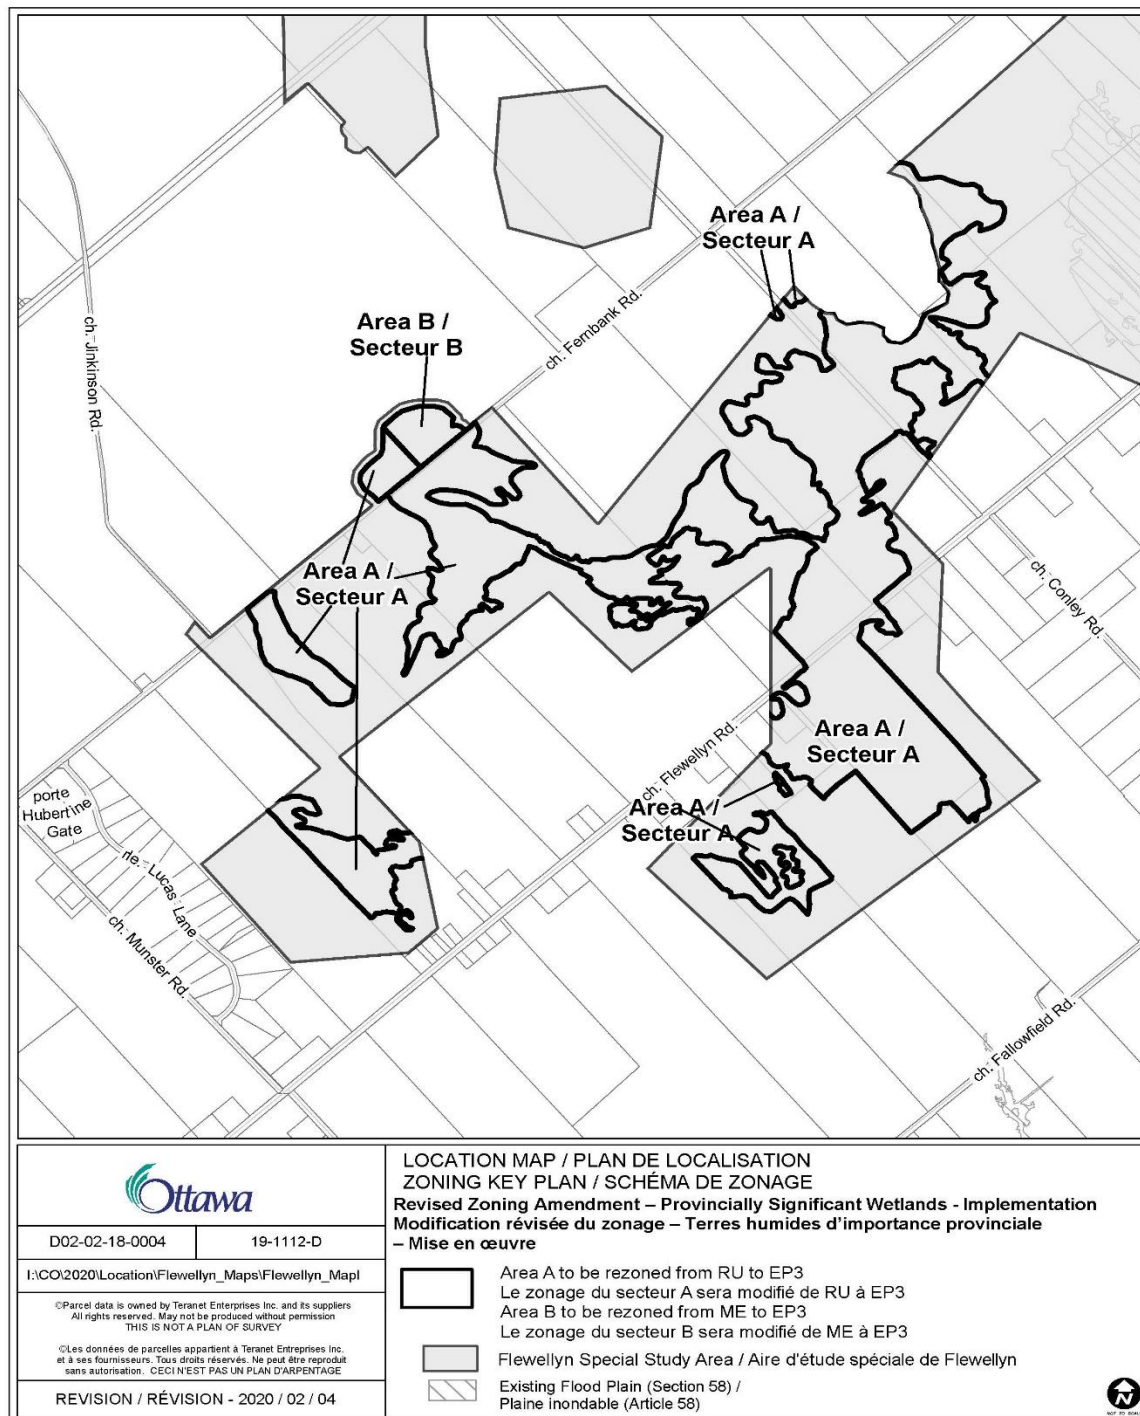 Area A /
Secteur A
ch. Fernbank Rd.
ch. Jinkinson Rd.
Area B /
Secteur B
Area A /
Secteur A
ch. Conley Rd.
ch. Flewellyn Rd.
Area A /
Secteur A
Area A /
Secteur A
porte
Hubertine
Gate
rle. Lucas Lane
ch. Munster Rd.
ch. Fallowfield Rd.
Ottawa
D02-02-18-0004
19-1112-D
I:\CO\2020\Location\Flewellyn_Maps\Flewellyn_MapI
©Parcel data is owned by Teranet Enterprises Inc. and its suppliers
All rights reserved. May not be produced without permission
THIS IS NOT A PLAN OF SURVEY
©Les données de parcelles appartient à Teranet Enterprises Inc.
et à ses fournisseurs. Tous droits réservés. Ne peut être reproduit
sans autorisation. CECI N'EST PAS UN PLAN D'ARPENTAGE
REVISION / RÉVISION - 2020 / 02 / 04
LOCATION MAP / PLAN DE LOCALISATION
ZONING KEY PLAN / SCHÉMA DE ZONAGE
Revised Zoning Amendment – Provincially Significant Wetlands - Implementation
Modification révisée du zonage – Terres humides d'importance provinciale
– Mise en œuvre
Area A to be rezoned from RU to EP3
Le zonage du secteur A sera modifié de RU à EP3
Area B to be rezoned from ME to EP3
Le zonage du secteur B sera modifié de ME à EP3
Flewellyn Special Study Area / Aire d'étude spéciale de Flewellyn
Existing Flood Plain (Section 58) /
Plaine inondable (Article 58)
N
NOT TO SCALE